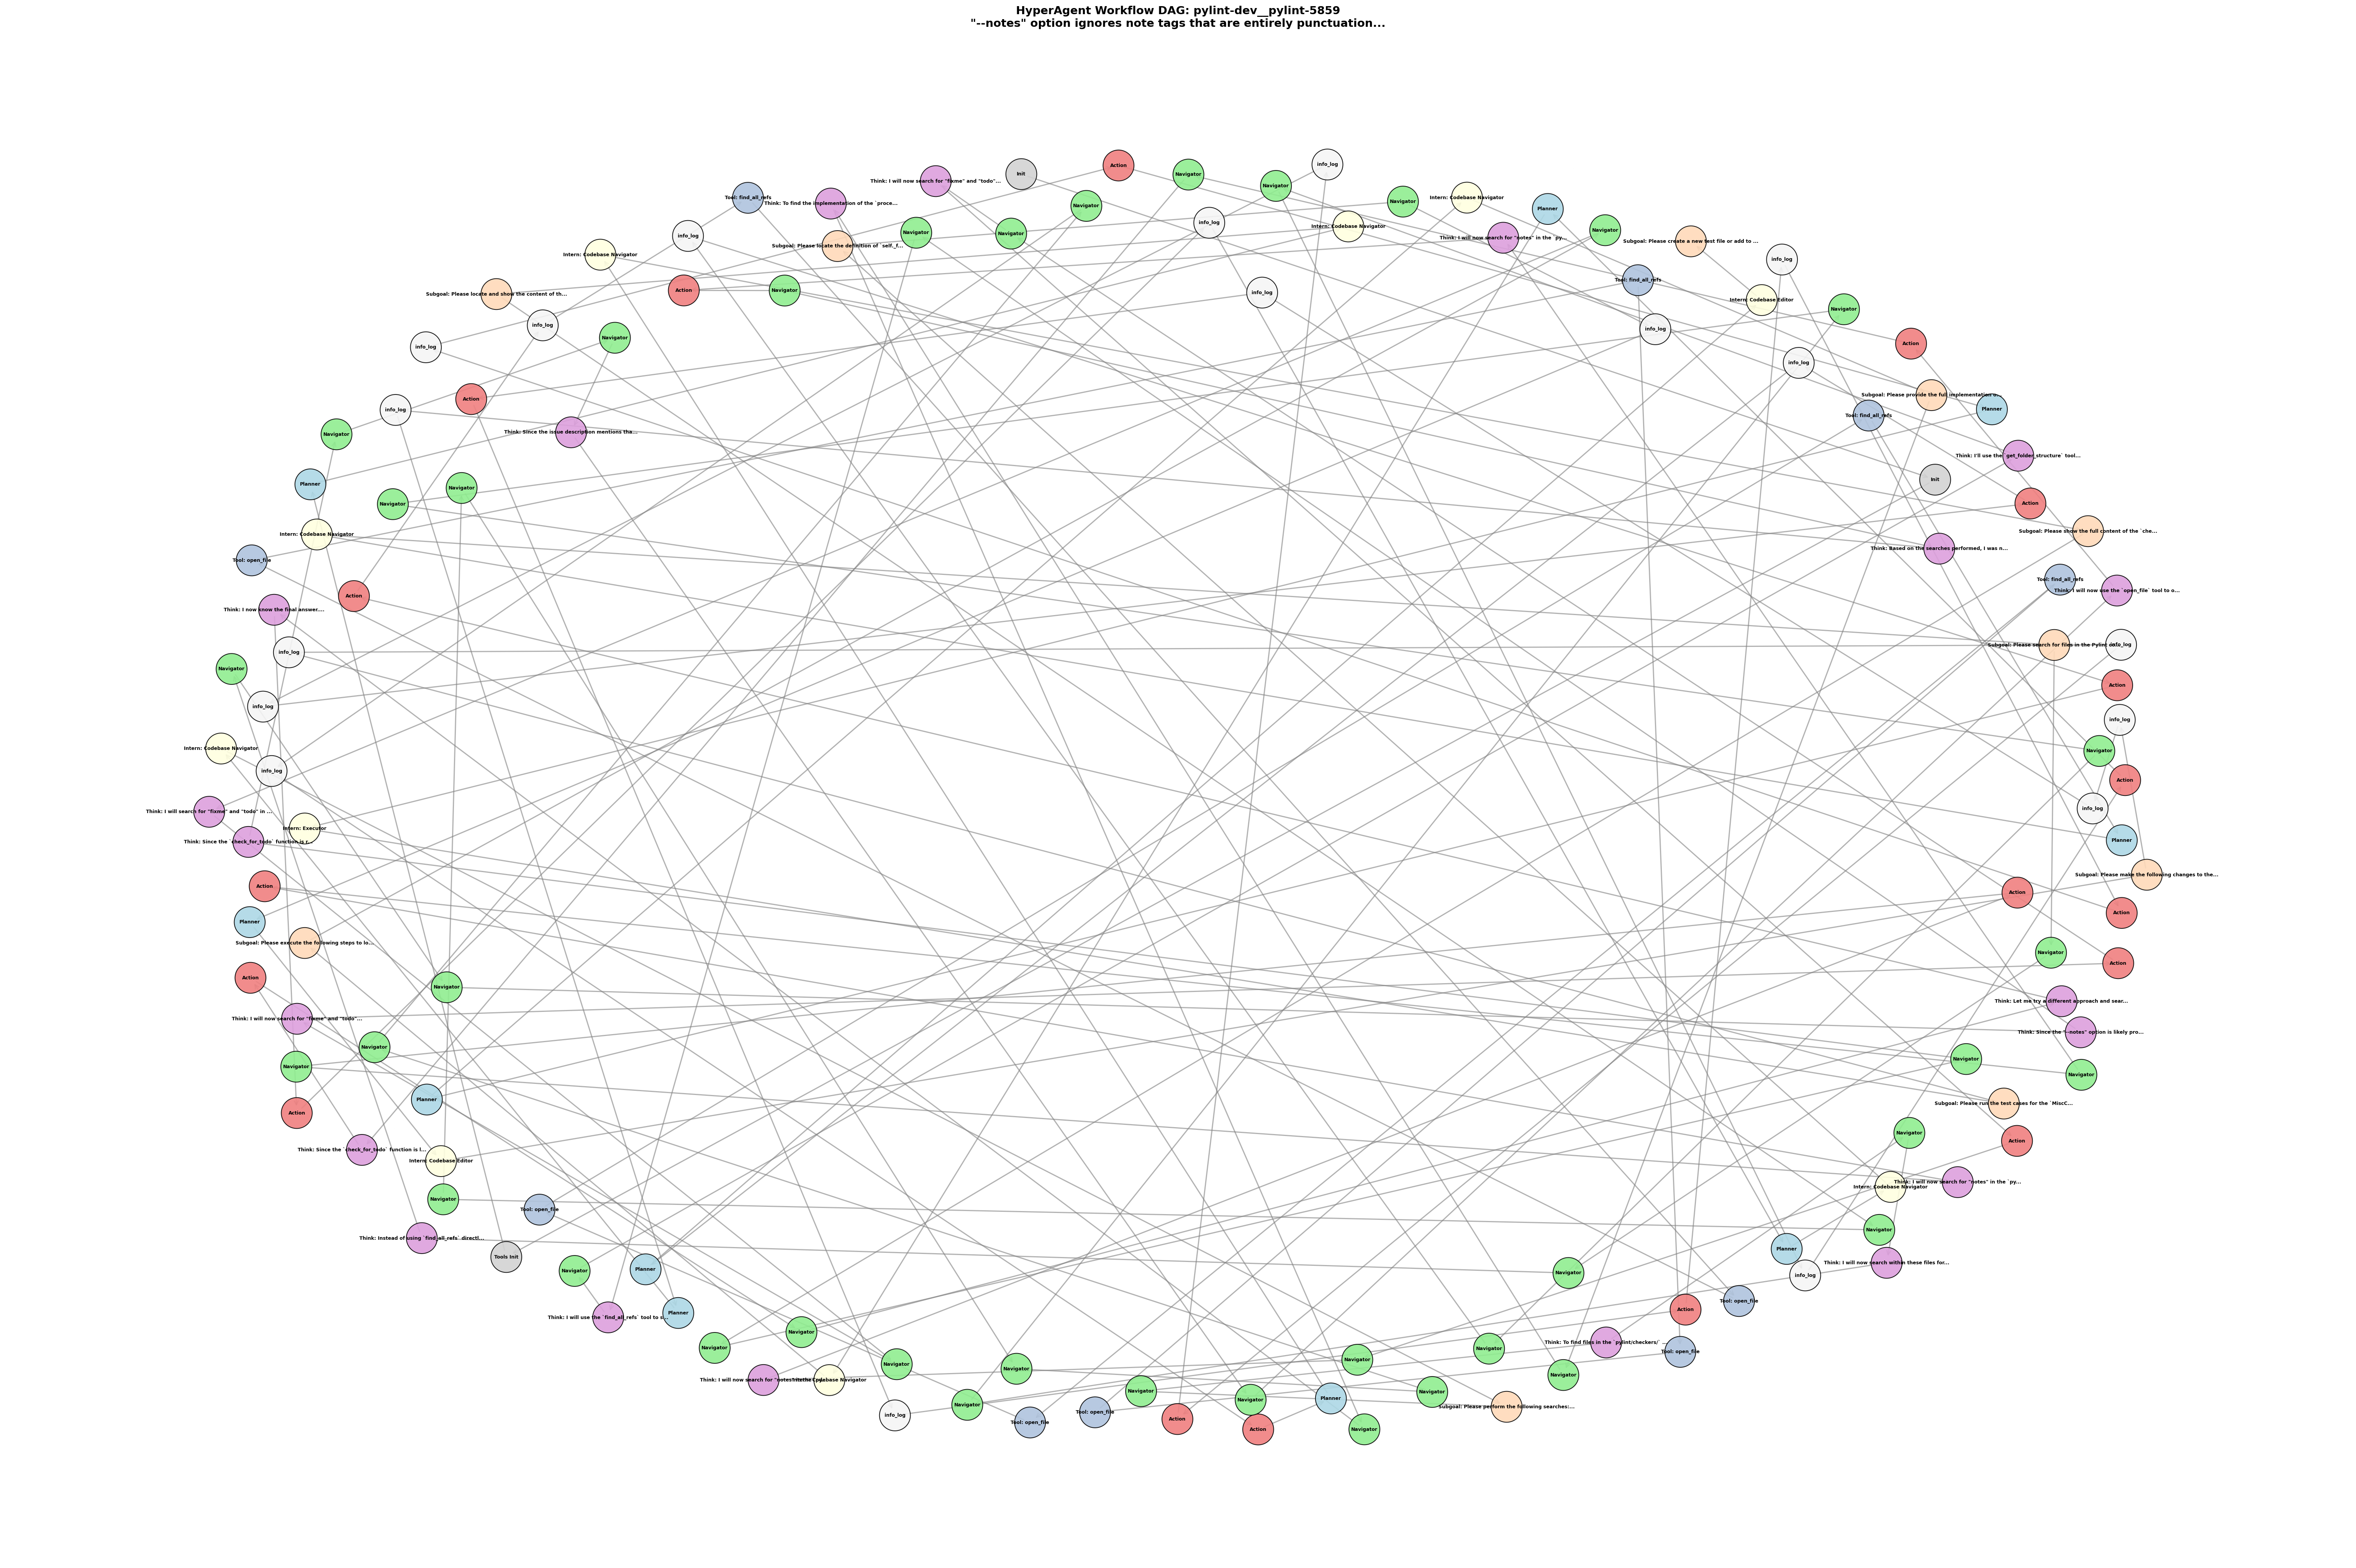 HyperAgent Workflow DAG: pylint-dev__pylint-5859
"--notes" option ignores note tags that are entirely punctuation...
info_log
Action
Init
Navigator
Think: I will now search for "fixme" and "todo"...
Navigator
Tool: find_all_refs
Think: To find the implementation of the `proce...
Navigator
Intern: Codebase Navigator
Navigator
Planner
info_log
Intern: Codebase Navigator
Navigator
Navigator
Navigator
info_log
Think: I will now search for "notes" in the `py...
Subgoal: Please create a new test file or add to ...
Subgoal: Please locate the definition of `self._f...
Intern: Codebase Navigator
info_log
Tool: find_all_refs
Action
Navigator
info_log
Subgoal: Please locate and show the content of th...
Intern: Codebase Editor
Navigator
info_log
info_log
Navigator
Action
info_log
info_log
Subgoal: Please provide the full implementation o...
Action
info_log
Planner
Tool: find_all_refs
Navigator
Think: Since the issue description mentions tha...
Think: I'll use the `get_folder_structure` tool...
Init
Planner
Navigator
Navigator
Action
Subgoal: Please show the full content of the `che...
Intern: Codebase Navigator
Think: Based on the searches performed, I was n...
Tool: open_file
Tool: find_all_refs
Think: I will now use the `open_file` tool to o...
Action
Think: I now know the final answer....
Subgoal: Please search for files in the Pylint co...
info_log
info_log
Navigator
Action
info_log
info_log
Intern: Codebase Navigator
Navigator
info_log
Action
info_log
Think: I will search for "fixme" and "todo" in ...
Intern: Executor
Planner
Think: Since the `check_for_todo` function is r...
Subgoal: Please make the following changes to the...
Action
Action
Action
Planner
Subgoal: Please execute the following steps to lo...
Navigator
Action
Action
Navigator
Think: Let me try a different approach and sear...
Think: I will now search for "fixme" and "todo"...
Think: Since the "--notes" option is likely pro...
Navigator
Navigator
Navigator
Navigator
Planner
Subgoal: Please run the test cases for the `MiscC...
Action
Navigator
Action
Think: Since the `check_for_todo` function is l...
Intern: Codebase Editor
Think: I will now search for "notes" in the `py...
Intern: Codebase Navigator
Navigator
Tool: open_file
Navigator
Think: Instead of using `find_all_refs` directl...
Planner
Tools Init
Think: I will now search within these files for...
Navigator
Planner
Navigator
info_log
Tool: open_file
Action
Planner
Think: I will use the `find_all_refs` tool to s...
Navigator
Think: To find files in the `pylint/checkers/` ...
Navigator
Navigator
Tool: open_file
Navigator
Navigator
Navigator
Navigator
Think: I will now search for "notes"
Codebase Navigator
Navigator
Navigator
Planner
Navigator
Navigator
Subgoal: Please perform the following searches:...
Tool: open_file
info_log
Action
Tool: open_file
Action
Navigator